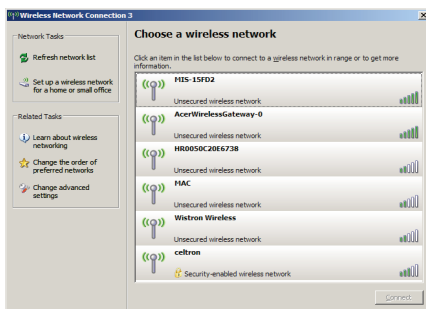 Wireless Network Connection 3
Choose a wireless network
Network Tasks
Refresh network list
Set up a wireless network
for a home or small office
Related Tasks
Learn about wireless
networking
Change the order of
preferred networks
Change advanced
settings
Click an item in the list below to connect to a wireless network in range or to get more
information.
MIS-15FD2
Unsecured wireless network
AcerWirelessGateway-0
Unsecured wireless network
HR0050C20E6738
Unsecured wireless network
MAC
Unsecured wireless network
Wistron Wireless
Unsecured wireless network
celtron
Security-enabled wireless network
Connect